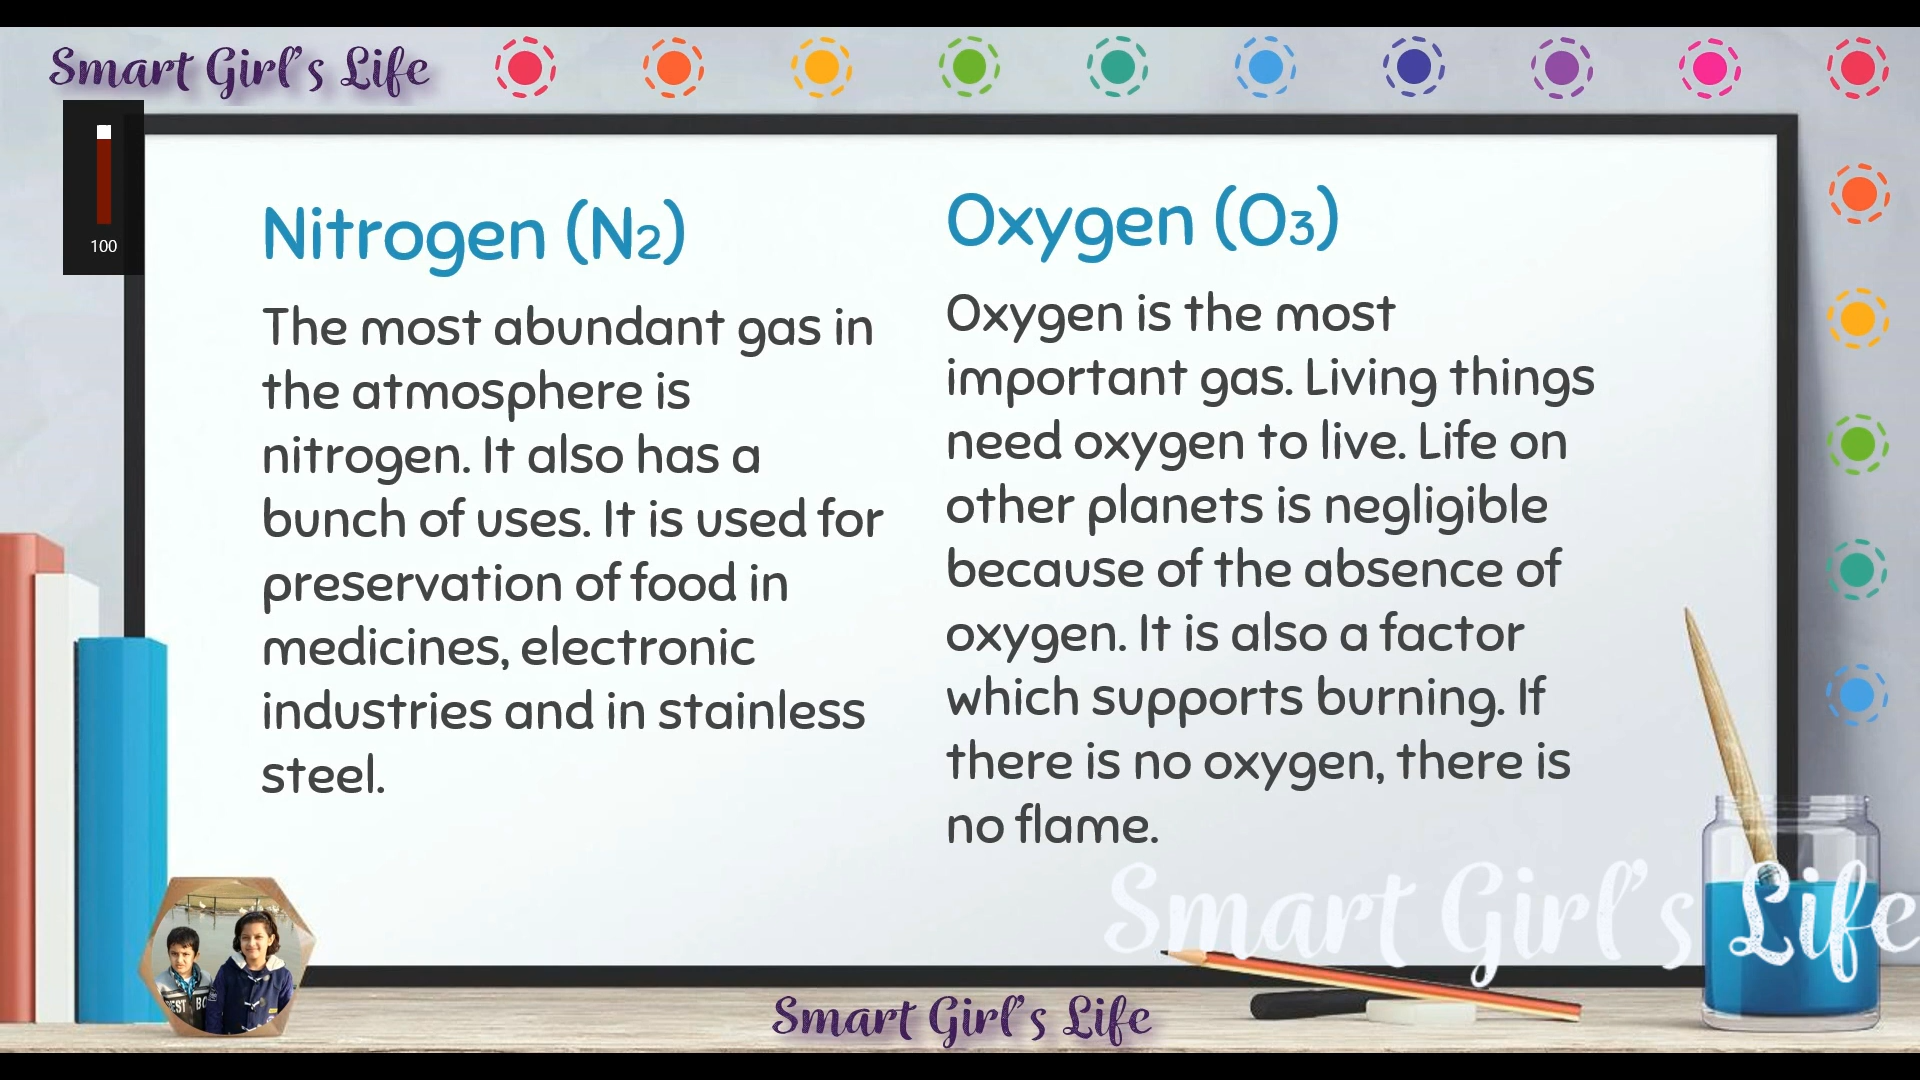 Smart Girl's Life
100
Nitrogen (N2)
The most abundant gas in
the atmosphere is
nitrogen. It also has a
bunch of uses. It is used for
preservation of food in
medicines, electronic
industries and in stainless
steel.
Oxygen (O3)
Oxygen is the most
important gas. Living things
need oxygen to live. Life on
other planets is negligible
because of the absence of
oxygen. It is also a factor
which supports burning. If
there is no oxygen, there is
no flame.
Smart Girl's Life
Smart Girl's Life